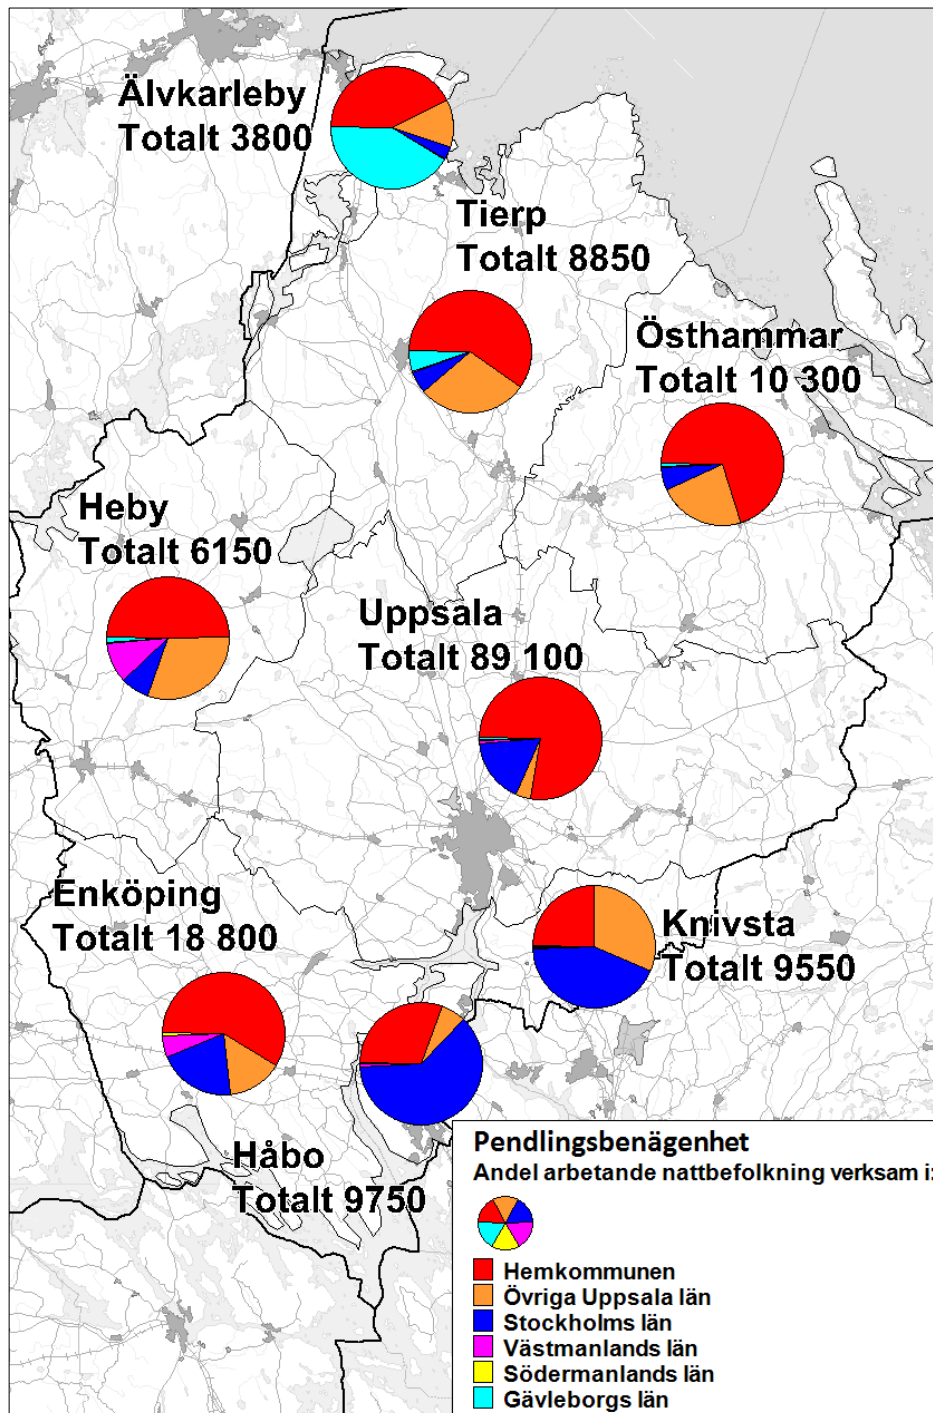 Älvkarleby
Totalt 3800
Tierp
Totalt 8850
Östhammar
Totalt 10 300
Heby
Totalt 6150
Uppsala
Totalt 89 100
Enköping
Totalt 18 800
Knivsta
Totalt 9550
Håbo
Totalt 9750
Pendlingsbenägenhet
Andel arbetande nattbefolkning verksam i:
Hemkommunen
Övriga Uppsala län
Stockholms län
Västmanlands län
Södermanlands län
Gävleborgs län